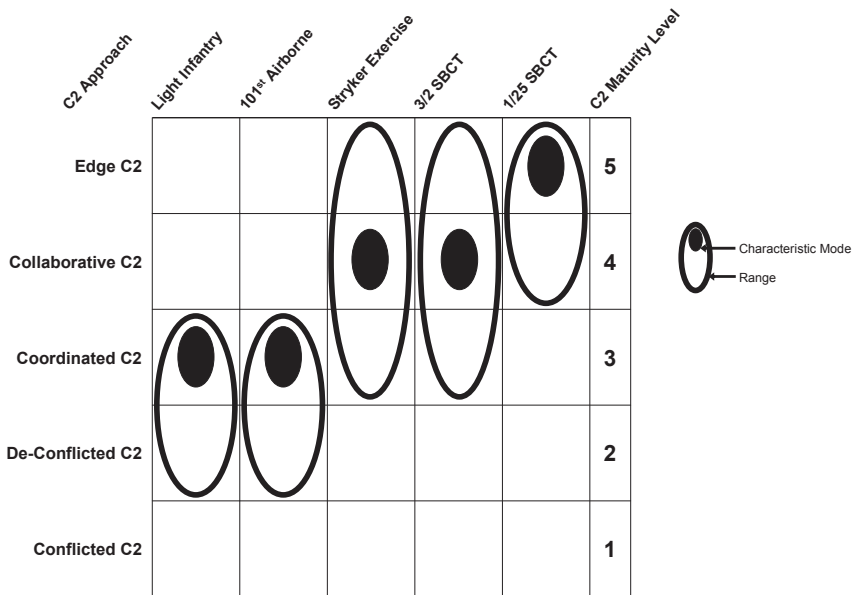 C2 Approach
Light Infantry
101st Airborne
Stryker Exercise
3/2 SBCT
1/25 SBCT
C2 Maturity Level
Edge C2
5
Collaborative C2
4
Characteristic Mode
Range
Coordinated C2
3
De-Conflicted C2
2
Conflicted C2
1